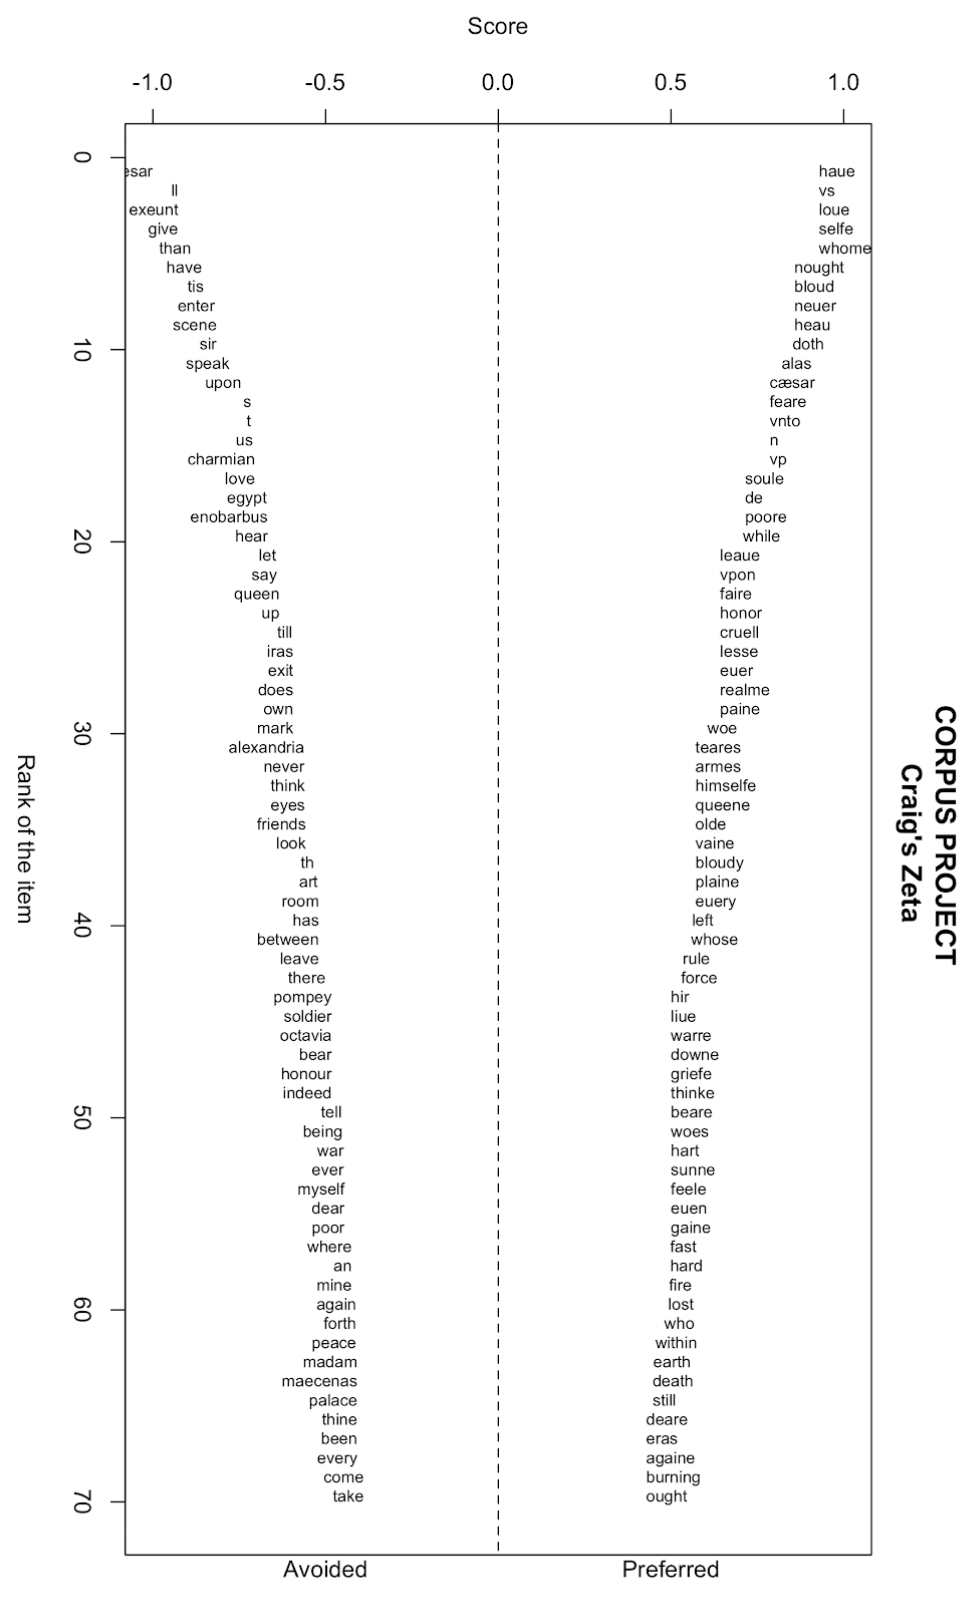 Score
-1.0 -0.5 0.0 0.5 1.0
0
esar haue
ll vs
exeunt loue
give selfe
than whome
have nought
tis bloud
enter neuer
scene heau
10
sir doth
speak alas
upon cæsar
s feare
t vnto
us n
charmian vp
love soule
egypt de
enobarbus poore
20
hear while
let leaue
say vpon
queen faire
up honor
till cruell
iras lesse
exit euer
does realme
own paine
30
mark woe
alexandria teares
never armes
think himselfe
eyes queene
friends olde
look vaine
th bloudy
art plaine
room euery
40
has left
between whose
leave rule
there force
pompey hir
soldier liue
octavia warre
bear downe
honour griefe
indeed thinke
50
tell beare
being woes
war hart
ever sunne
myself feele
dear euen
poor gaine
where fast
an hard
mine fire
60
again lost
forth who
peace within
madam earth
maecenas death
palace still
thine deare
been eras
every againe
come burning
70
take ought
Avoided Preferred
Rank of the item
CORPUS PROJECT
Craig's Zeta